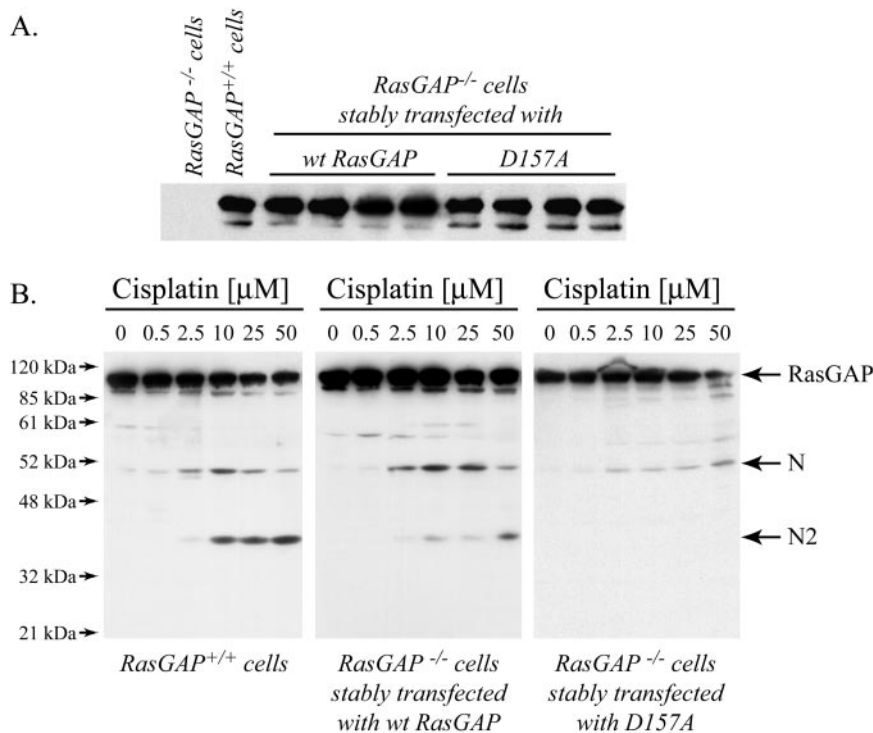 A.
RasGAP-/- cells
RasGAP+/+ cells
RasGAP-/- cells
stably transfected with
wt RasGAP
D157A
B.
Cisplatin [μM]
Cisplatin [μM]
Cisplatin [μM]
0 0.5 2.5 10 25 50
0 0.5 2.5 10 25 50
0 0.5 2.5 10 25 50
120 kDa
85 kDa
61 kDa
52 kDa
48 kDa
32 kDa
21 kDa
RasGAP
N
N2
RasGAP+/+ cells
RasGAP -/- cells
stably transfected
with wt RasGAP
RasGAP -/- cells
stably transfected
with D157A